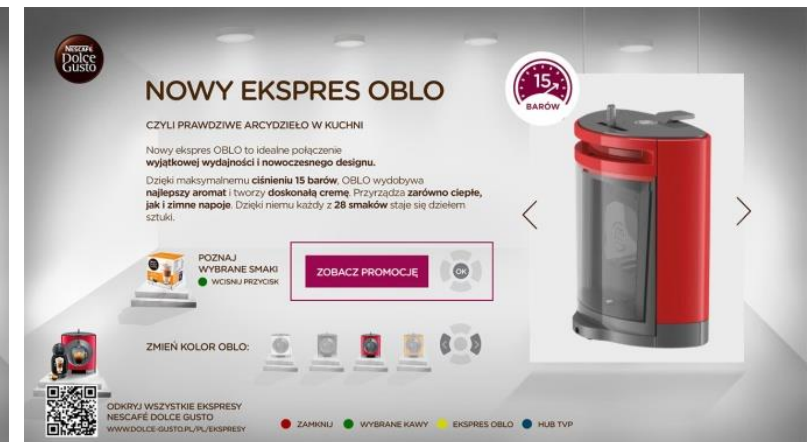 NESCAFÉ
Dolce
Gusto
NOWY EKSPRES OBLO
15
BARÓW
CZYLI PRAWDZIWE ARCYDZIEŁO W KUCHNI
Nowy ekspres OBLO to idealne połączenie
wyjątkowej wydajności i nowoczesnego designu.
Dzięki maksymalnemu ciśnieniu 15 barów, OBLO wydobywa
najlepszy aromat i tworzy doskonałą cremę. Przyrządza zarówno ciepłe,
jak i zimne napoje. Dzięki niemu każdy z 28 smaków staje się dziełem
sztuki.
POZNAJ
WYBRANE SMAKI
WCISNIJ PRZYCISK
ZOBACZ PROMOCJĘ
OK
ZMIEŃ KOLOR OBLO:
ODKRYJ WSZYSTKIE EKSPRESY
NESCAFÉ DOLCE GUSTO
WWW.DOLCE-GUSTO.PL/PL/EKSPRESY
ZAMKNIJ
WYBRANE KAWY
EKSPRES OBLO
HUB TVP